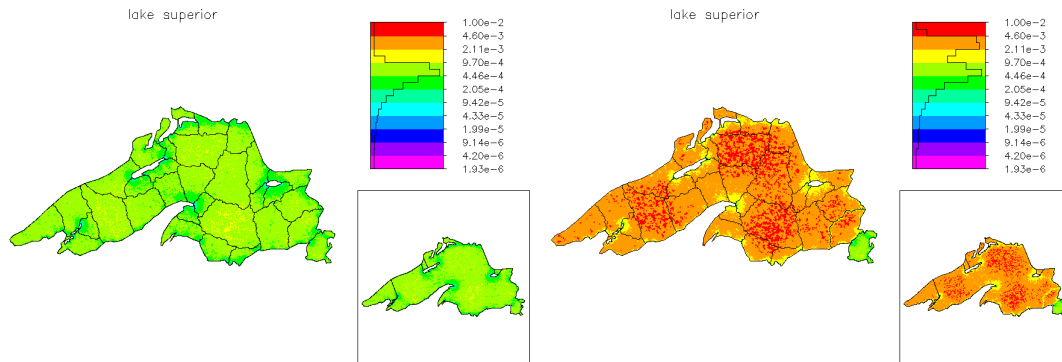 lake superior
1.00e-2
4.60e-3
2.11e-3
9.70e-4
4.46e-4
2.05e-4
9.42e-5
4.33e-5
1.99e-5
9.14e-6
4.20e-6
1.93e-6
lake superior
1.00e-2
4.60e-3
2.11e-3
9.70e-4
4.46e-4
2.05e-4
9.42e-5
4.33e-5
1.99e-5
9.14e-6
4.20e-6
1.93e-6